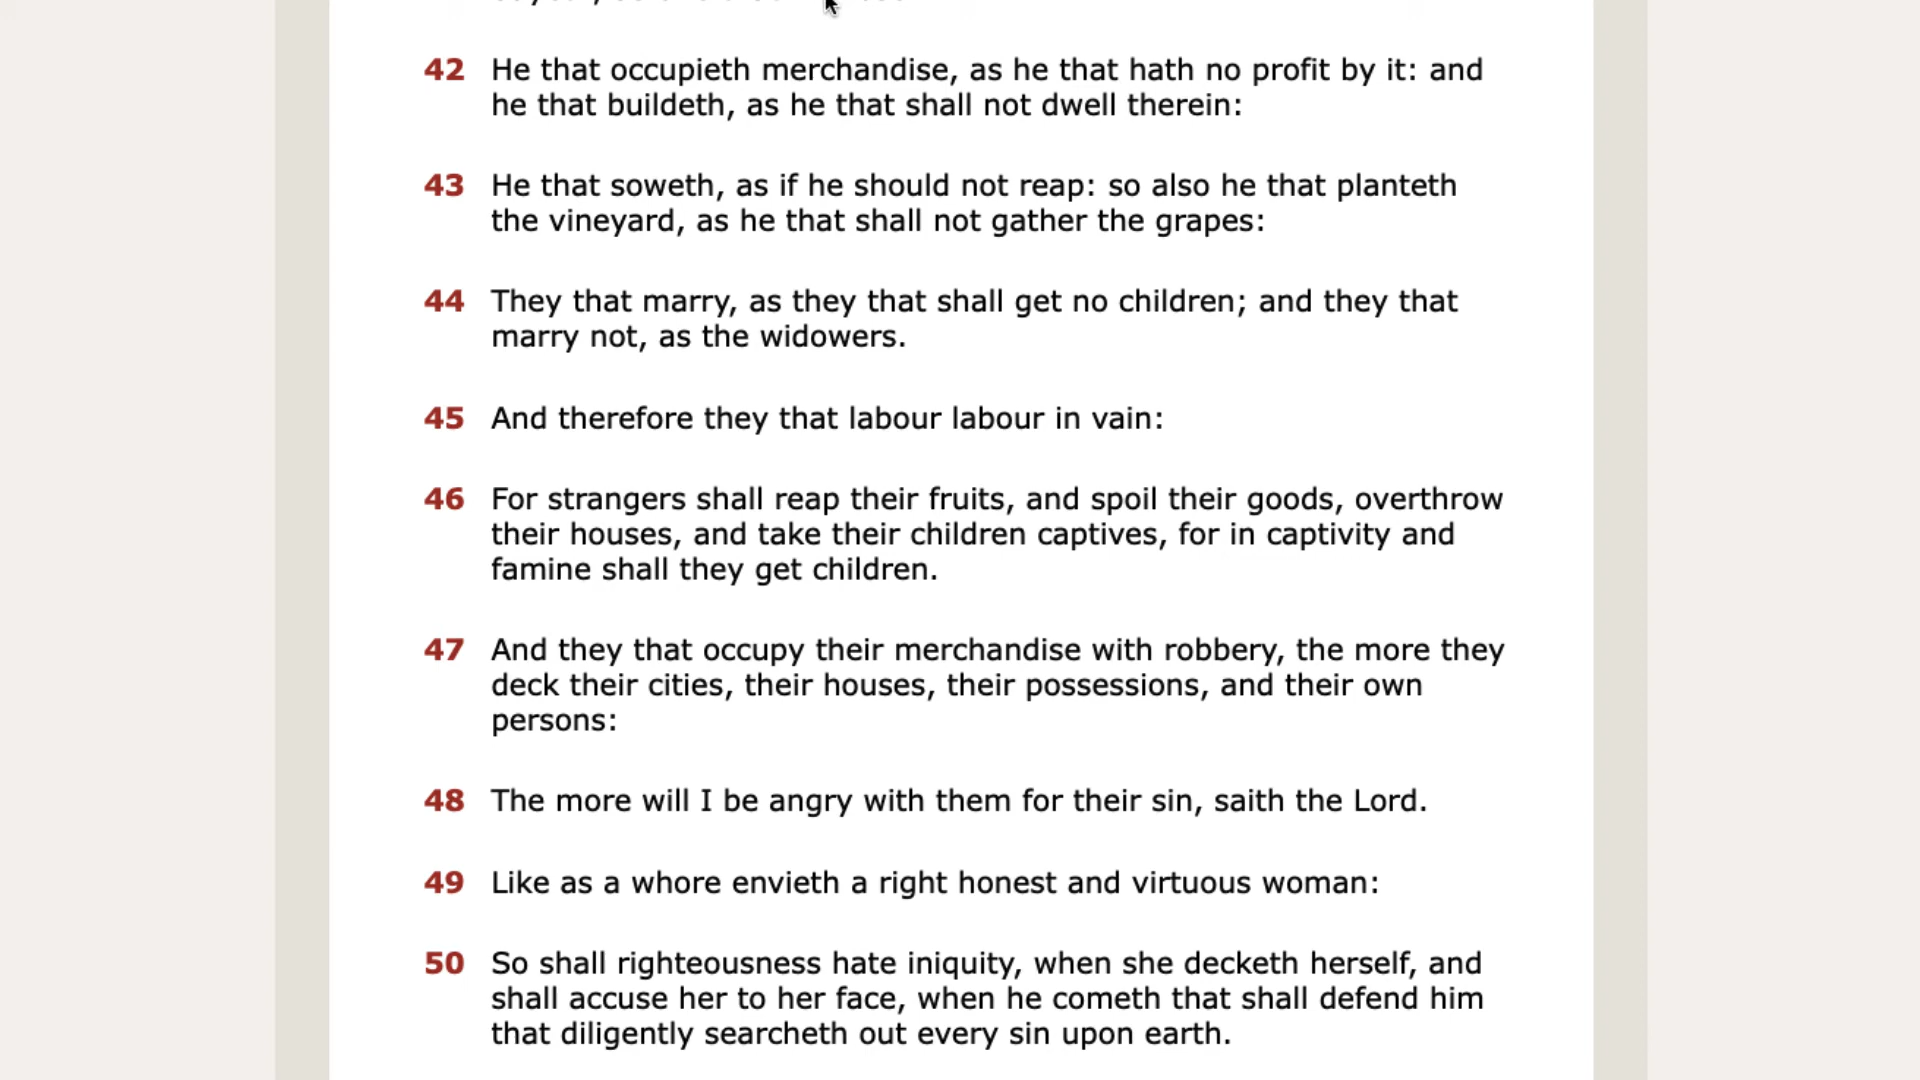 42 He that occupieth merchandise, as he that hath no profit by it: and
he that buildeth, as he that shall not dwell therein:
43 He that soweth, as if he should not reap: so also he that planteth
the vineyard, as he that shall not gather the grapes:
44 They that marry, as they that shall get no children; and they that
marry not, as the widowers.
45 And therefore they that labour labour in vain:
46 For strangers shall reap their fruits, and spoil their goods, overthrow
their houses, and take their children captives, for in captivity and
famine shall they get children.
47 And they that occupy their merchandise with robbery, the more they
deck their cities, their houses, their possessions, and their own
persons:
48 The more will I be angry with them for their sin, saith the Lord.
49 Like as a whore envieth a right honest and virtuous woman:
50 So shall righteousness hate iniquity, when she decketh herself, and
shall accuse her to her face, when he cometh that shall defend him
that diligently searcheth out every sin upon earth.